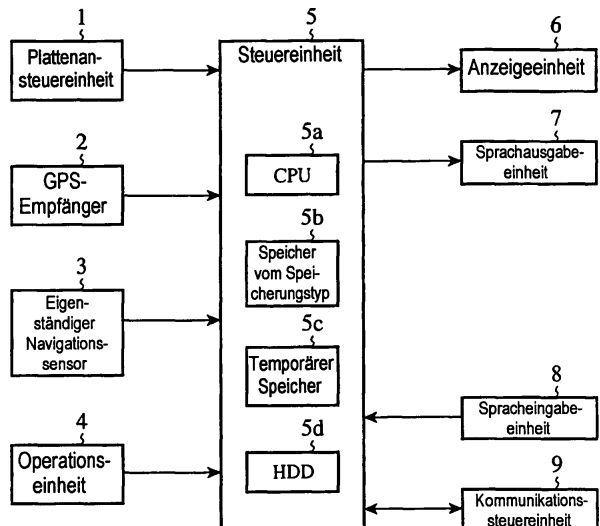 1
Plattenan-
steuereinheit
2
GPS-
Empfänger
3
Eigen-
ständiger
Navigations-
sensor
4
Operations-
einheit
5
Steuereinheit
5a
CPU
5b
Speicher
vom Spei-
cherungstyp
5c
Temporärer
Speicher
5d
HDD
6
Anzeigeeinheit
7
Sprachausgabe-
einheit
8
Spracheingabe-
einheit
9
Kommunikations-
steuereinheit